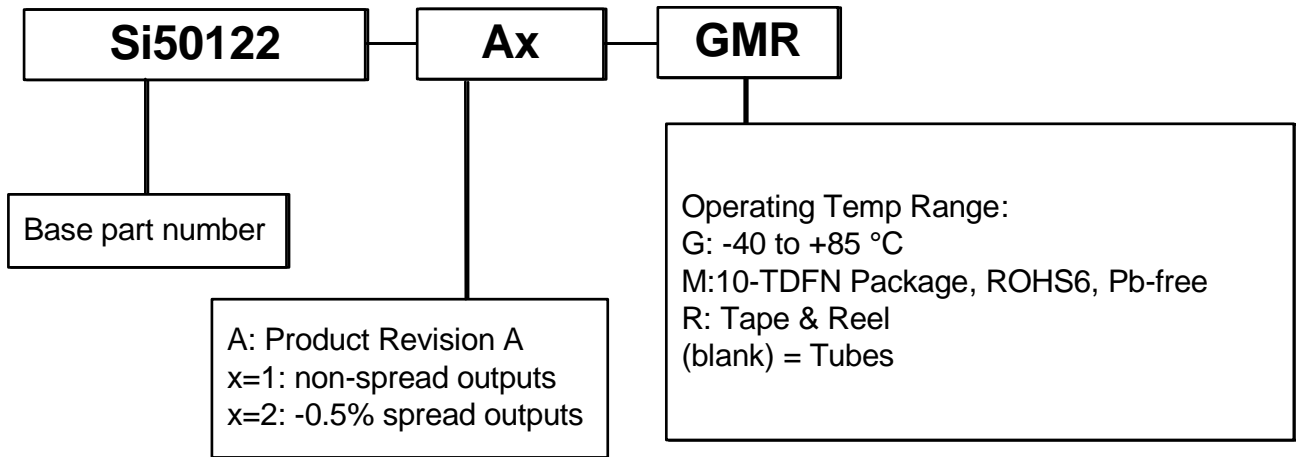 Si50122
Ax
GMR
Base part number
A: Product Revision A
x=1: non-spread outputs
x=2: -0.5% spread outputs
Operating Temp Range:
G: -40 to +85 °C
M:10-TDFN Package, ROHS6, Pb-free
R: Tape & Reel
(blank) = Tubes